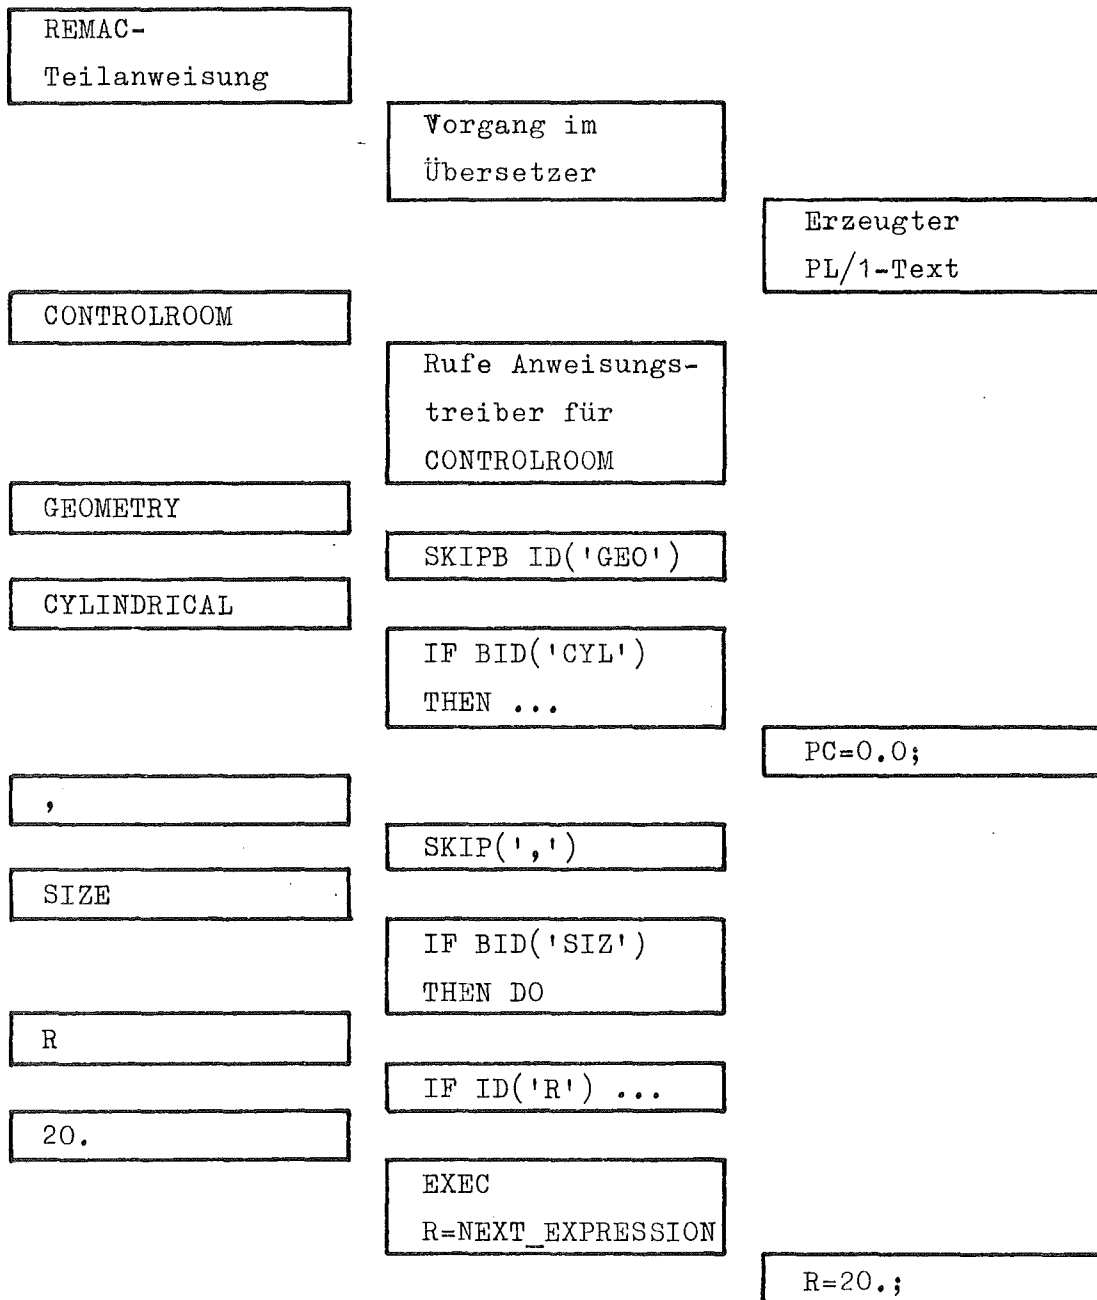 REMAC-
Teilanweisung
Vorgang im
Übersetzer
Erzeugter
PL/1-Text
CONTROLROOM
Rufe Anweisungs-
treiber für
CONTROLROOM
GEOMETRY
SKIPB ID('GEO')
CYLINDRICAL
IF BID('CYL')
THEN ...
PC=0.0;
,
SKIP(',')
SIZE
IF BID('SIZ')
THEN DO
R
IF ID('R') ...
20.
EXEC
R=NEXT_EXPRESSION
R=20.;